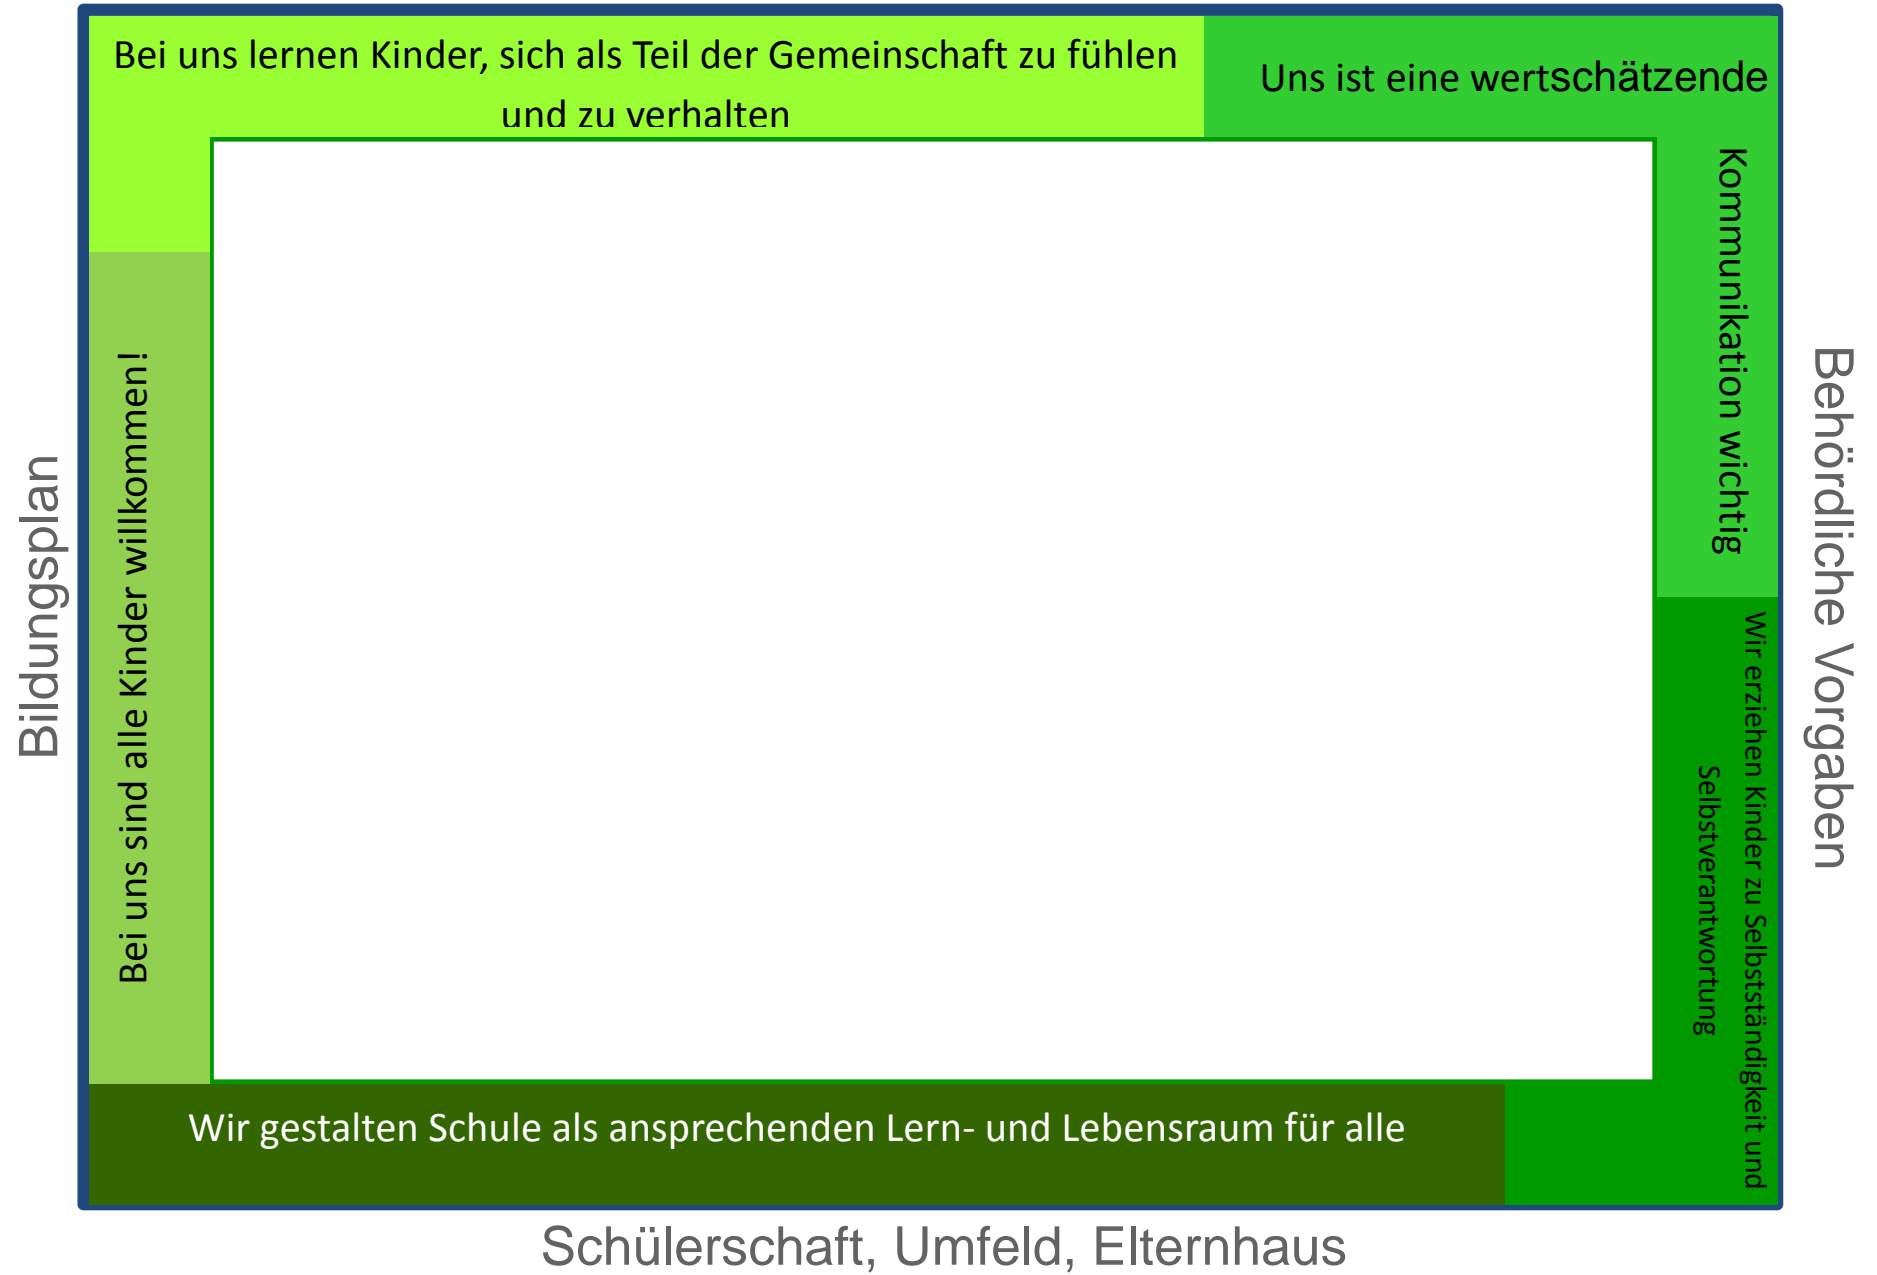 Bei uns lernen Kinder, sich als Teil der Gemeinschaft zu fühlen
und zu verhalten
Uns ist eine wertschätzende
Kommunikation wichtig
Wir erziehen Kinder zu Selbstständigkeit und
Selbstverantwortung
Wir gestalten Schule als ansprechenden Lern- und Lebensraum für alle
Bei uns sind alle Kinder willkommen!
Bildungsplan
Behördliche Vorgaben
Schülerschaft, Umfeld, Elternhaus